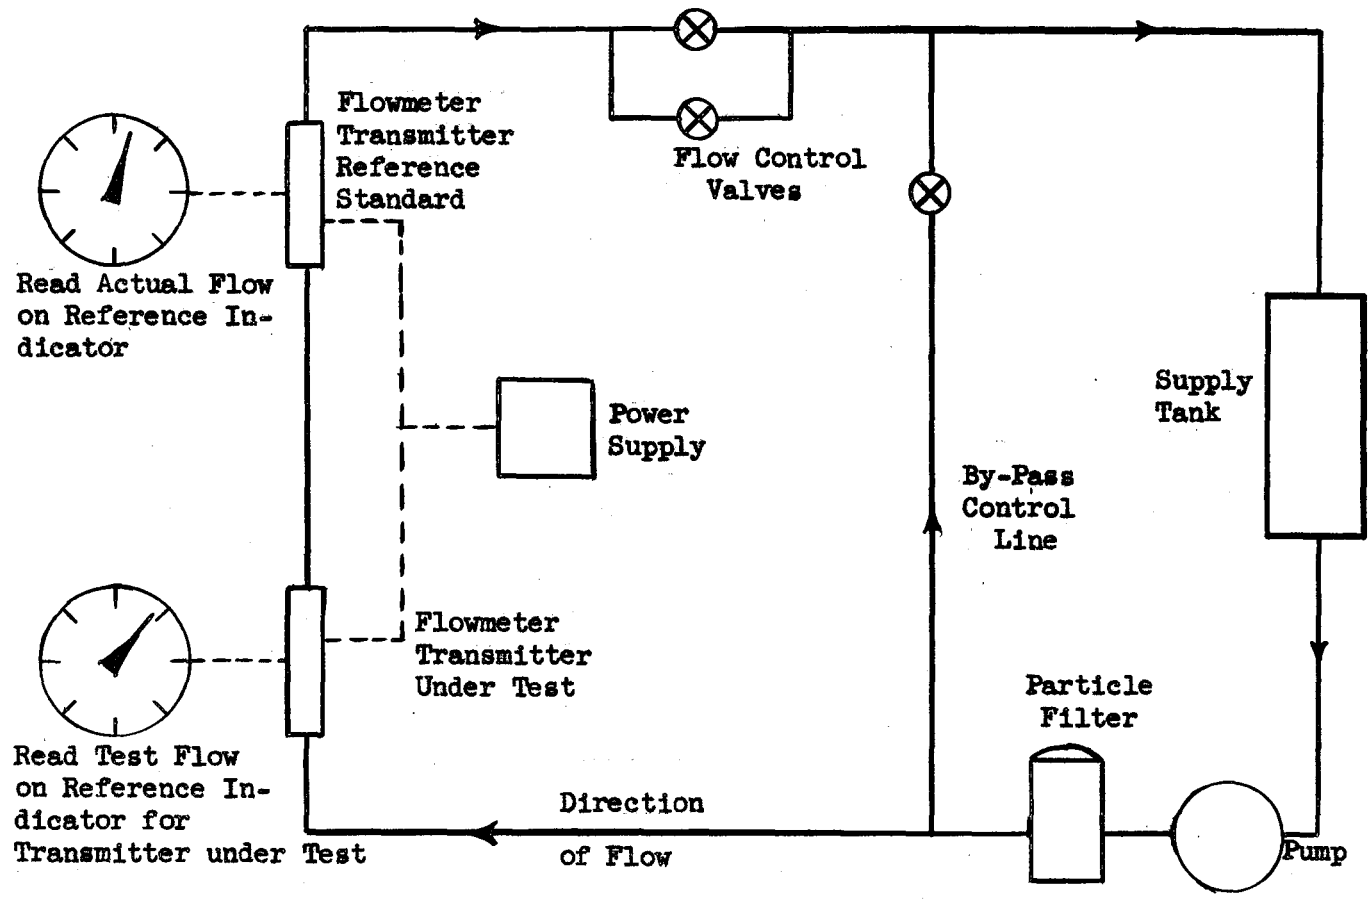 Flowmeter
Transmitter
Reference
Standard
Flow Control
Valves
Read Actual Flow
on Reference In-
dicator
Supply
Tank
Power
Supply
By-Pass
Control
Line
Flowmeter
Transmitter
Under Test
Particle
Filter
Read Test Flow
on Reference In-
dicator for
Transmitter under Test
Direction
of Flow
Pump